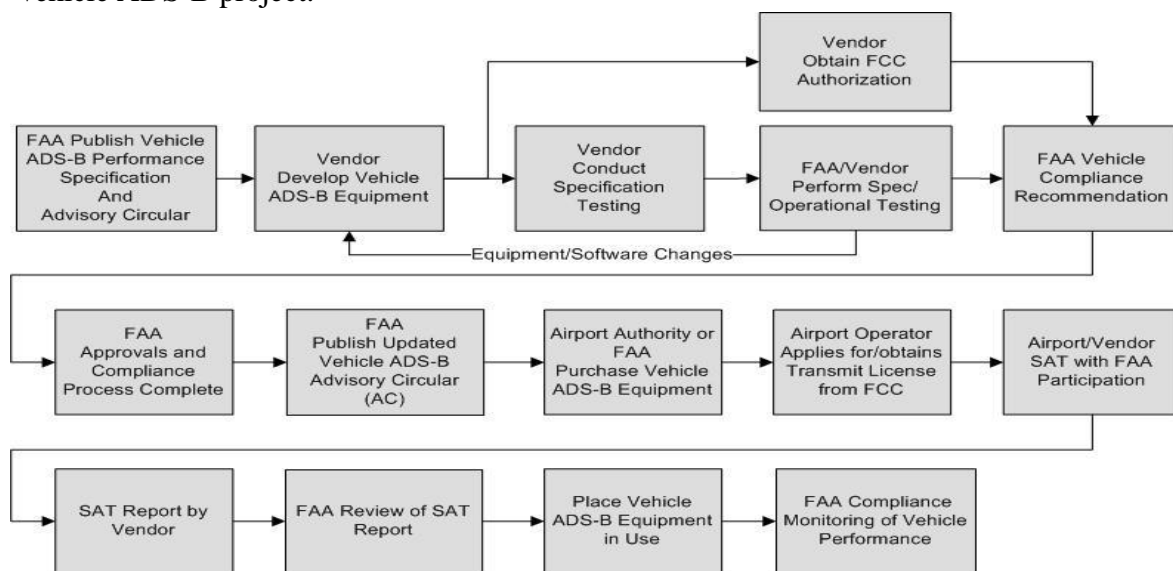 Vehicle ADS-B project.
Vendor
Obtain FCC
Authorization
FAA Publish Vehicle
ADS-B Performance
Specification
And
Advisory Circular
Vendor
Develop Vehicle
ADS-B Equipment
Vendor
Conduct
Specification
Testing
FAA/Vendor
Perform Spec/
Operational Testing
FAA Vehicle
Compliance
Recommendation
Equipment/Software Changes
FAA
Approvals and
Compliance
Process Complete
FAA
Publish Updated
Vehicle ADS-B
Advisory Circular
(AC)
Airport Authority or
FAA
Purchase Vehicle
ADS-B Equipment
Airport Operator
Applies for/obtains
Transmit License
from FCC
Airport/Vendor
SAT with FAA
Participation
SAT Report by
Vendor
FAA Review of SAT
Report
Place Vehicle
ADS-B Equipment
in Use
FAA Compliance
Monitoring of Vehicle
Performance